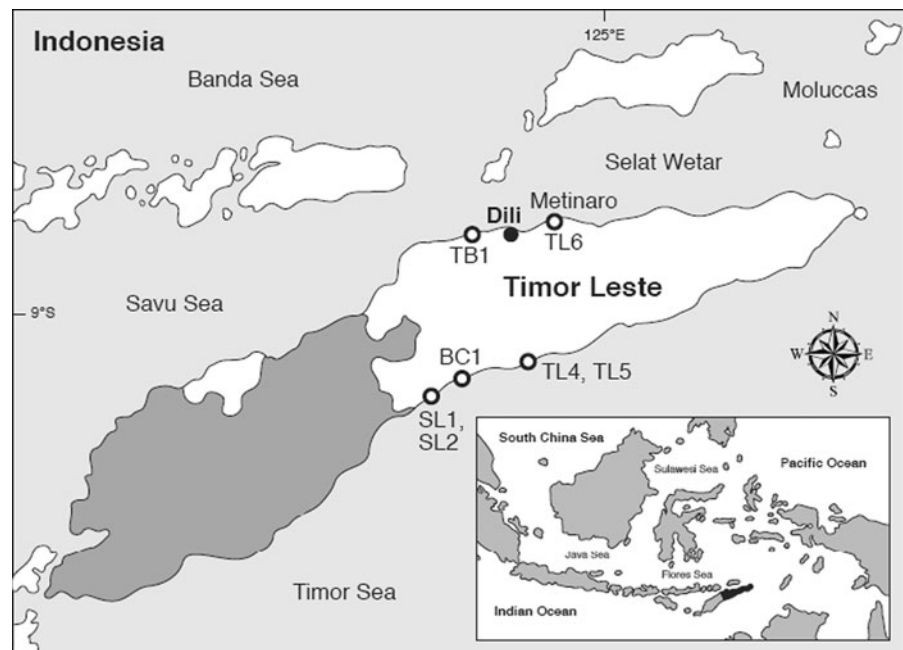 Indonesia
125°E
Banda Sea
Moluccas
Selat Wetar
Metinaro
Dili
TB1
TL6
Timor Leste
Savu Sea
9°S
N
W
E
S
BC1
TL4, TL5
SL1,
SL2
Timor Sea
South China Sea
Sulawesi Sea
Pacific Ocean
Java Sea
Flores Sea
Indian Ocean